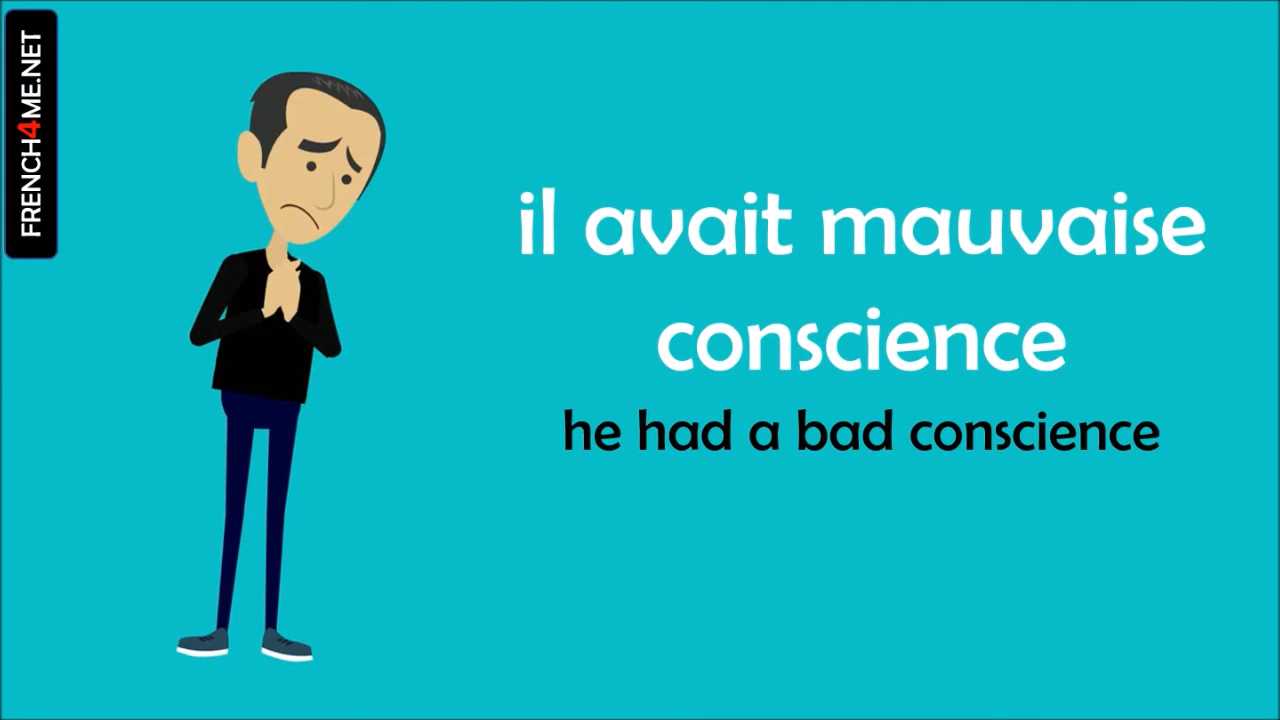 FRENCH4ME.NET
il avait mauvaise
conscience
he had a bad conscience